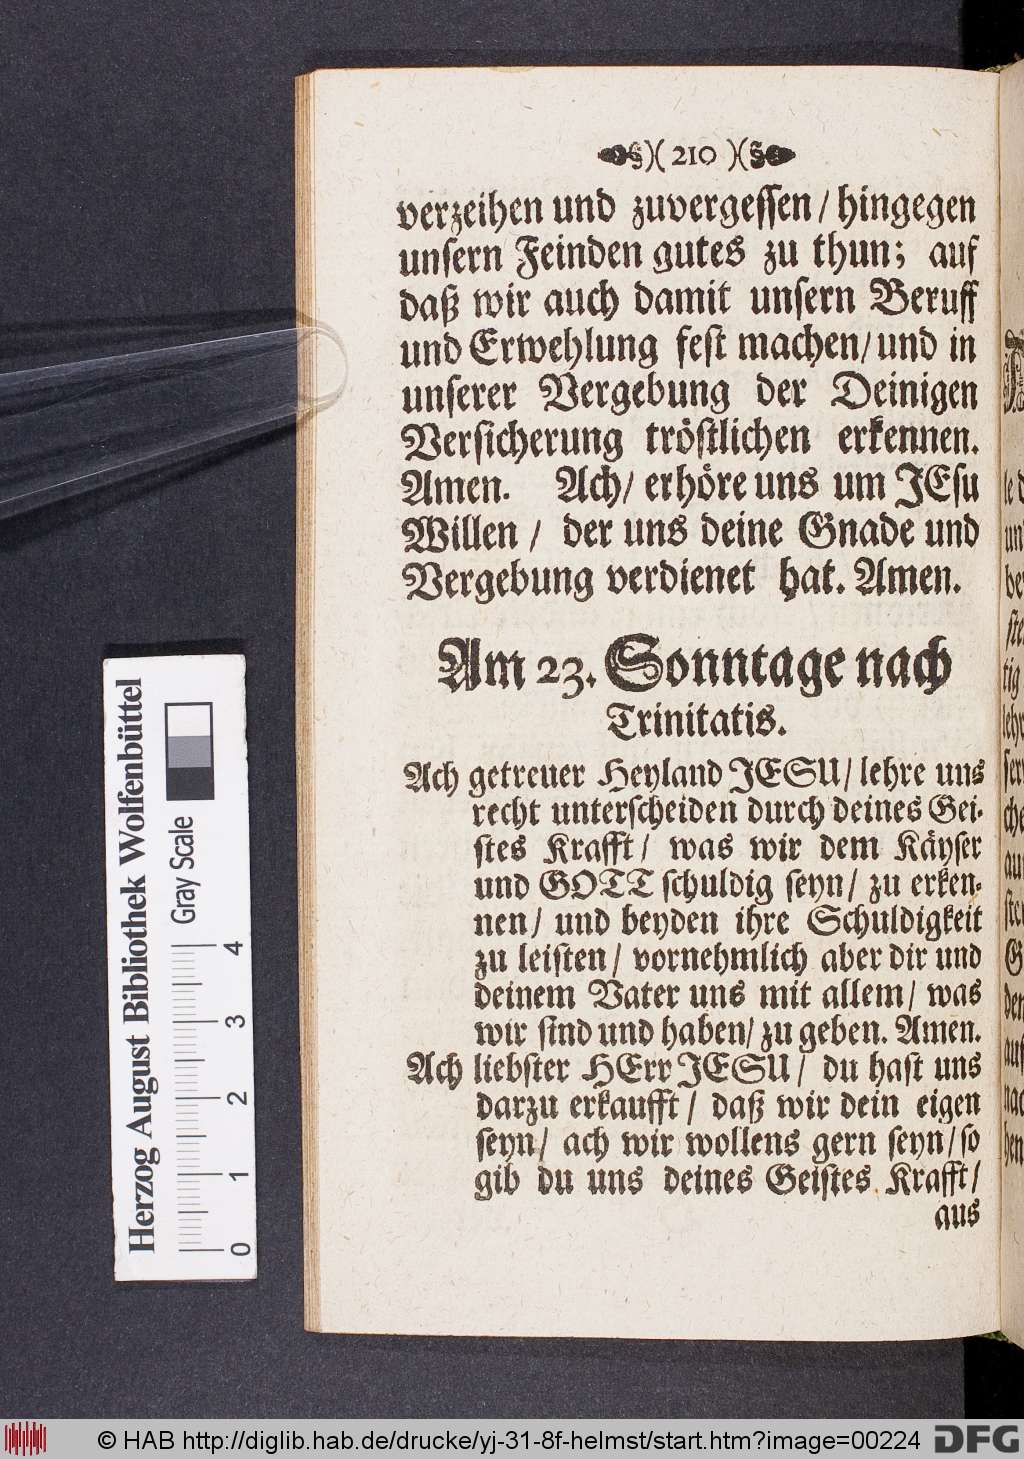 )( 210 )(
verzeihen und zuvergessen / hingegen
unsern Feinden gutes zu thun; auf
daß wir auch damit unsern Beruff
und Erwehlung fest machen/ und in
unserer Vergebung der Deinigen
Versicherung tröstlichen erkennen.
Amen. Ach/ erhöre uns um JEsu
Willen / der uns deine Gnade und
Vergebung verdienet hat. Amen.
Am 23. Sonntage nach
Trinitatis.
Ach getreuer Heyland JESU/ lehre uns
recht unterscheiden durch deines Gei-
stes Krafft/ was wir dem Käyser
und GOTT schuldig seyn/ zu erken-
nen/ und beyden ihre Schuldigkeit
zu leisten/ vornehmlich aber dir und
deinem Vater uns mit allem/ was
wir sind und haben/ zu geben. Amen.
Ach liebster HErr JESU/ du hast uns
darzu erkaufft/ daß wir dein eigen
seyn/ ach wir wollens gern seyn/ so
gib du uns deines Geistes Krafft/
aus
Herzog August Bibliothek Wolfenbüttel
Gray Scale
0 1 2 3 4
© HAB http://diglib.hab.de/drucke/yj-31-8f-helmst/start.htm?image=00224
DFG